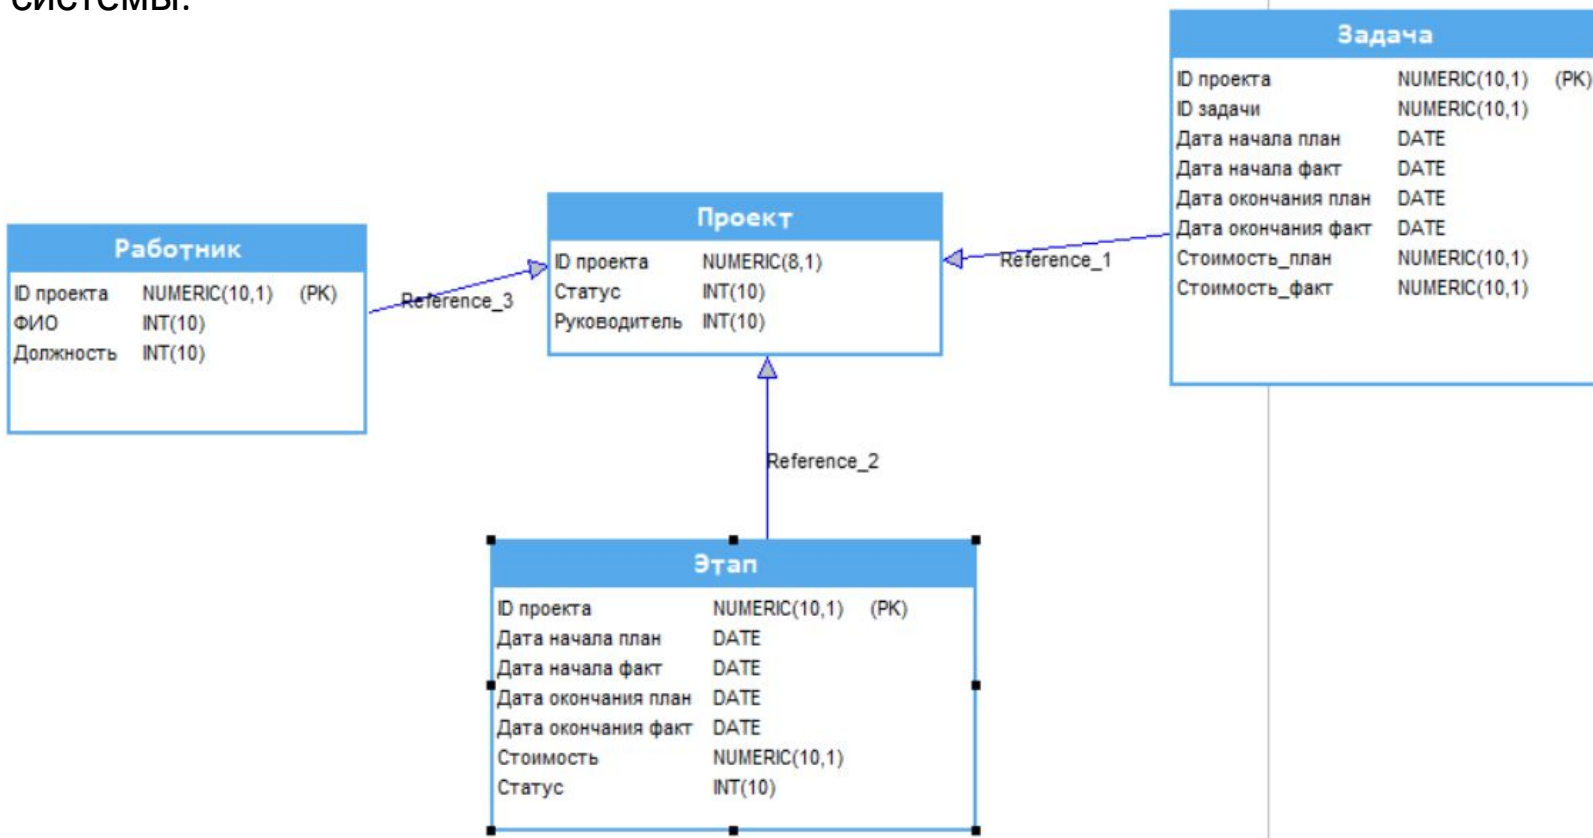 системы.
Задача
ID проекта NUMERIC(10,1) (PK)
ID задачи NUMERIC(10,1)
Дата начала план DATE
Дата начала факт DATE
Дата окончания план DATE
Дата окончания факт DATE
Стоимость_план NUMERIC(10,1)
Стоимость_факт NUMERIC(10,1)
Проект
ID проекта NUMERIC(8,1)
Статус INT(10)
Руководитель INT(10)
Работник
ID проекта NUMERIC(10,1) (PK)
ФИО INT(10)
Должность INT(10)
Reference_3
Reference_1
Reference_2
Этап
ID проекта NUMERIC(10,1) (PK)
Дата начала план DATE
Дата начала факт DATE
Дата окончания план DATE
Дата окончания факт DATE
Стоимость NUMERIC(10,1)
Статус INT(10)